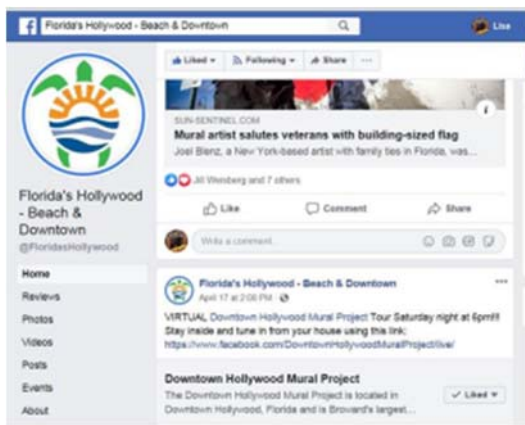 Florida's Hollywood - Beach & Downtown
Lisa
Liked
Following
Share
SUN-SENTINEL.COM
Mural artist salutes veterans with building-sized flag
Joel Blenz, a New York-based artist with family ties in Florida, was...
Jill Weisberg and 7 others
Like
Comment
Share
Write a comment...
Florida's Hollywood
- Beach &
Downtown
@FloridasHollywood
Home
Reviews
Photos
Videos
Posts
Events
About
Florida's Hollywood - Beach & Downtown
April 17 at 2:08 PM
VIRTUAL Downtown Hollywood Mural Project Tour Saturday night at 6pm!!!
Stay inside and tune in from your house using this link:
https://www.facebook.com/DowntownHollywoodMuralProject/live/
Downtown Hollywood Mural Project
The Downtown Hollywood Mural Project is located in
Downtown Hollywood, Florida and is Broward's largest...
Liked